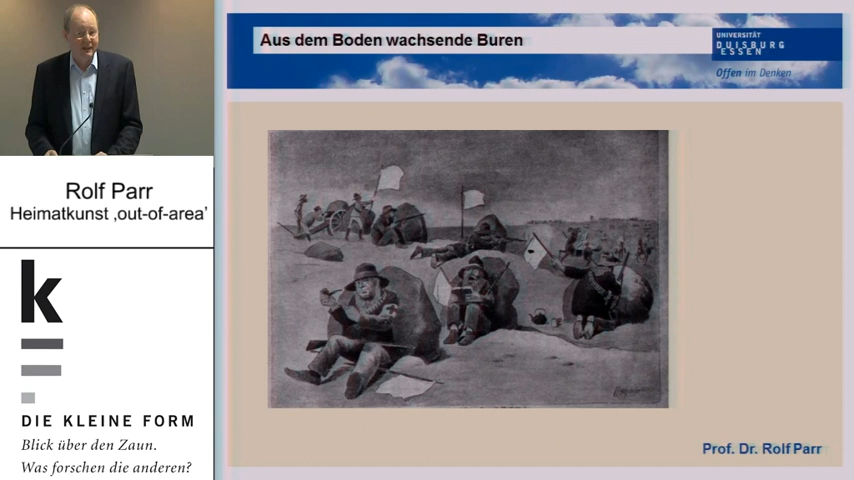 Aus dem Boden wachsende Buren
UNIVERSITÄT
DUISBURG
ESSEN
Offen im Denken
Rolf Parr
Heimatkunst ‚out-of-area’
k
DIE KLEINE FORM
Blick über den Zaun.
Was forschen die anderen?
Prof. Dr. Rolf Parr